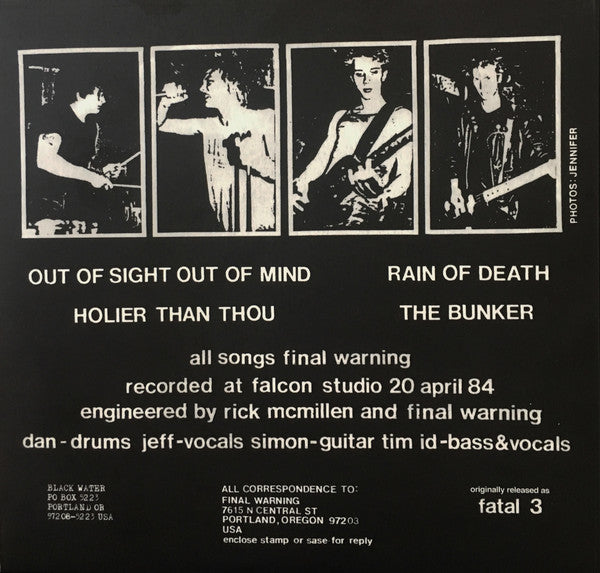 PHOTOS: JENNIFER
OUT OF SIGHT OUT OF MIND
RAIN OF DEATH
HOLIER THAN THOU
THE BUNKER
all songs final warning
recorded at falcon studio 20 april 84
engineered by rick mcmillen and final warning
dan-drums jeff-vocals simon-guitar tim id-bass&vocals
BLACK WATER
PO BOX 5223
PORTLAND OR
97208-5223 USA
ALL CORRESPONDENCE TO:
FINAL WARNING
7615 N CENTRAL ST
PORTLAND, OREGON 97203
USA
enclose stamp or sase for reply
originally released as
fatal 3